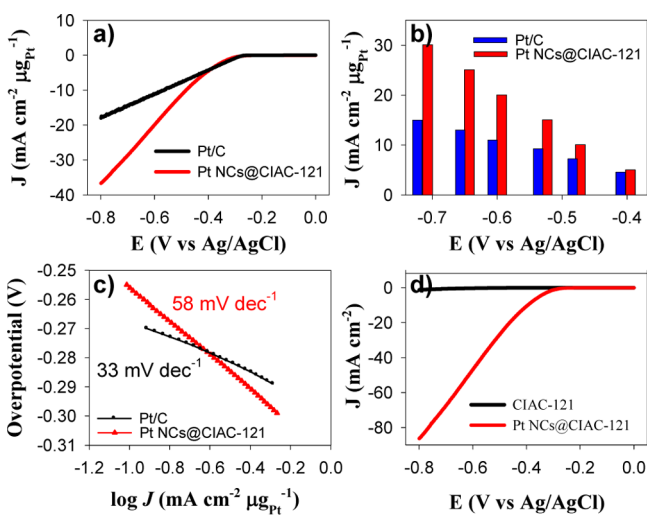 a)
J (mA cm⁻² μg_Pt⁻¹)
0
-10
-20
-30
-40
Pt/C
Pt NCs@CIAC-121
-0.8 -0.6 -0.4 -0.2 0.0
E (V vs Ag/AgCl)
b)
J (mA cm⁻² μg_Pt⁻¹)
30
20
10
0
Pt/C
Pt NCs@CIAC-121
-0.7 -0.6 -0.5 -0.4
E (V vs Ag/AgCl)
c)
Overpotential (V)
-0.25
-0.26
-0.27
-0.28
-0.29
-0.30
-0.31
58 mV dec⁻¹
33 mV dec⁻¹
Pt/C
Pt NCs@CIAC-121
-1.2 -1.0 -0.8 -0.6 -0.4 -0.2 0.0
log J (mA cm⁻² μg_Pt⁻¹)
d)
J (mA cm⁻²)
0
-20
-40
-60
-80
CIAC-121
Pt NCs@CIAC-121
-0.8 -0.6 -0.4 -0.2 0.0
E (V vs Ag/AgCl)